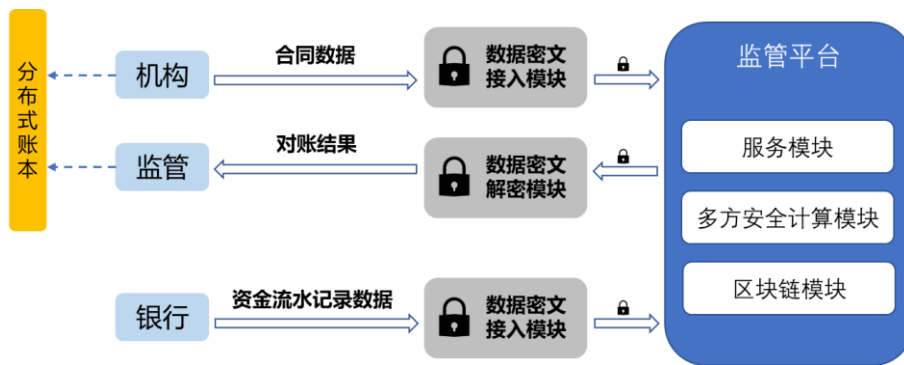 分布式账本
机构
合同数据
数据密文
接入模块
监管平台
监管
对账结果
数据密文
解密模块
服务模块
多方安全计算模块
区块链模块
银行
资金流水记录数据
数据密文
接入模块